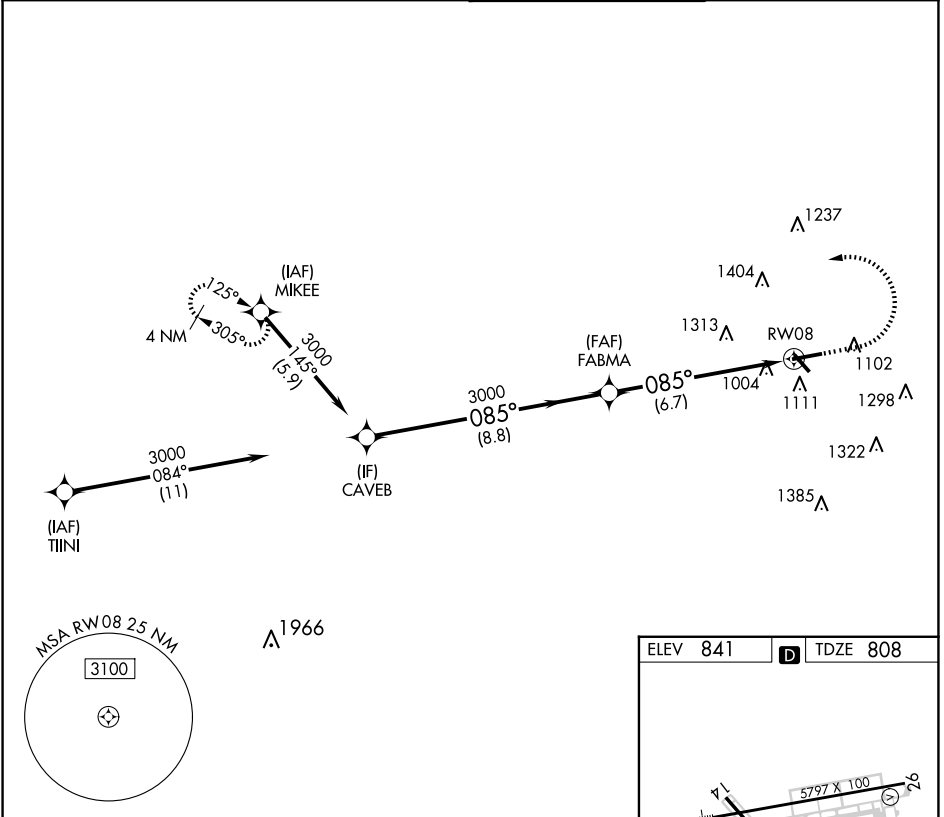 1237
1404
(IAF)
MIKEE
125°
305°
4 NM
3000
145°
(5.9)
1313
RW08
(FAF)
FABMA
1004
1102
1111
1298
3000
085°
(8.8)
085°
(6.7)
1322
3000
084°
(11)
(IF)
CAVEB
1385
(IAF)
TIINI
1966
MSA RW08 25 NM
3100
ELEV 841
D
TDZE 808
14
5797 X 100
26
V